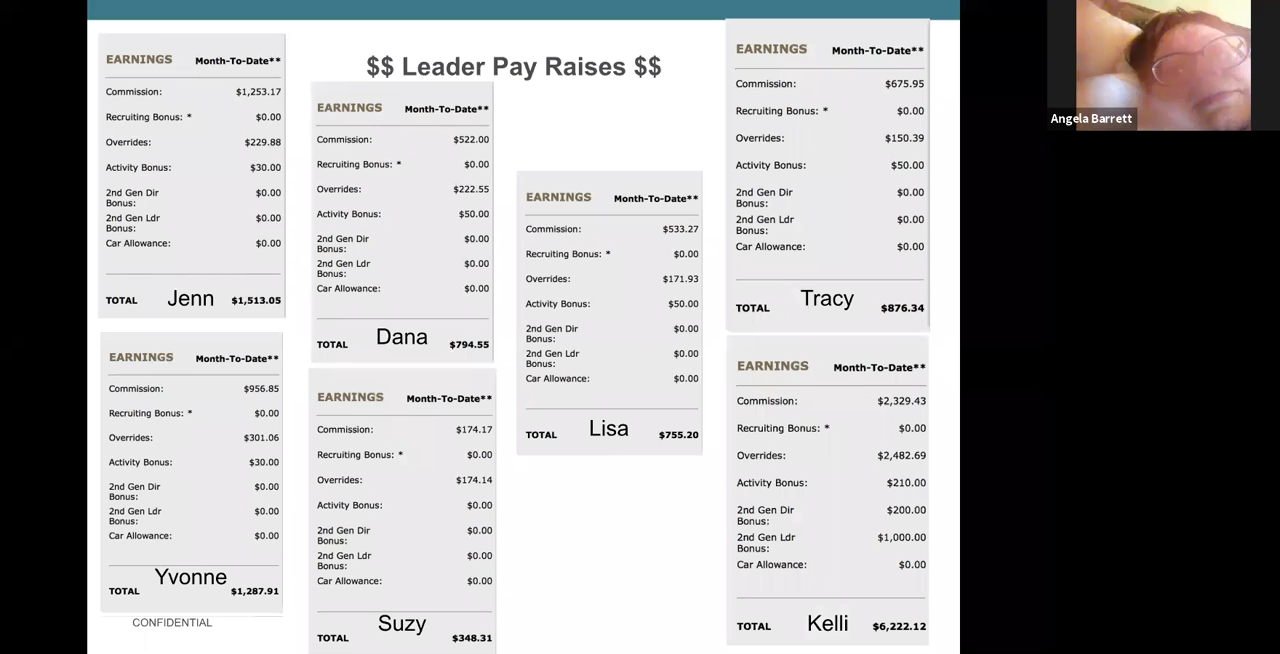 $$ Leader Pay Raises $$
EARNINGS Month-To-Date**
Commission: $1,253.17
Recruiting Bonus: * $0.00
Overrides: $229.88
Activity Bonus: $30.00
2nd Gen Dir
Bonus: $0.00
2nd Gen Ldr
Bonus: $0.00
Car Allowance: $0.00
TOTAL Jenn $1,513.05
EARNINGS Month-To-Date**
Commission: $956.85
Recruiting Bonus: * $0.00
Overrides: $301.06
Activity Bonus: $30.00
2nd Gen Dir
Bonus: $0.00
2nd Gen Ldr
Bonus: $0.00
Car Allowance: $0.00
TOTAL Yvonne $1,287.91
CONFIDENTIAL
EARNINGS Month-To-Date**
Commission: $522.00
Recruiting Bonus: * $0.00
Overrides: $222.55
Activity Bonus: $50.00
2nd Gen Dir
Bonus: $0.00
2nd Gen Ldr
Bonus: $0.00
Car Allowance: $0.00
TOTAL Dana $794.55
EARNINGS Month-To-Date**
Commission: $174.17
Recruiting Bonus: * $0.00
Overrides: $174.14
Activity Bonus: $0.00
2nd Gen Dir
Bonus: $0.00
2nd Gen Ldr
Bonus: $0.00
Car Allowance: $0.00
TOTAL Suzy $348.31
EARNINGS Month-To-Date**
Commission: $533.27
Recruiting Bonus: * $0.00
Overrides: $171.93
Activity Bonus: $50.00
2nd Gen Dir
Bonus: $0.00
2nd Gen Ldr
Bonus: $0.00
Car Allowance: $0.00
TOTAL Lisa $755.20
EARNINGS Month-To-Date**
Commission: $675.95
Recruiting Bonus: * $0.00
Overrides: $150.39
Activity Bonus: $50.00
2nd Gen Dir
Bonus: $0.00
2nd Gen Ldr
Bonus: $0.00
Car Allowance: $0.00
TOTAL Tracy $876.34
EARNINGS Month-To-Date**
Commission: $2,329.43
Recruiting Bonus: * $0.00
Overrides: $2,482.69
Activity Bonus: $210.00
2nd Gen Dir
Bonus: $200.00
2nd Gen Ldr
Bonus: $1,000.00
Car Allowance: $0.00
TOTAL Kelli $6,222.12
Angela Barrett